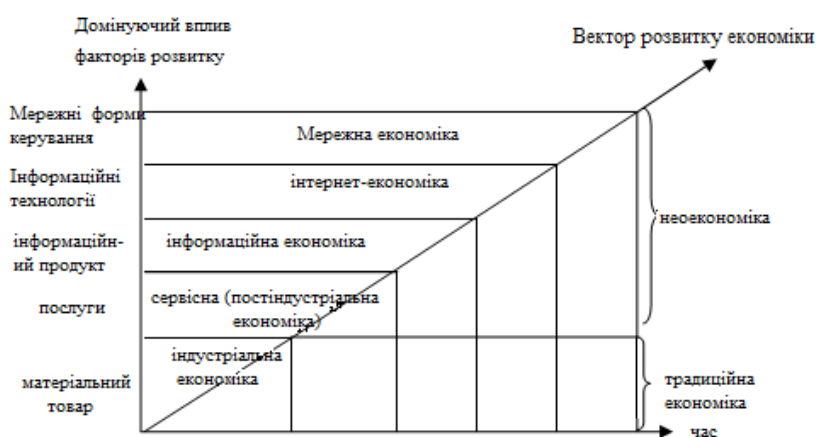 Домінуючий вплив
факторів розвитку
Вектор розвитку економіки
Мережні форми
керування
Мережна економіка
Інформаційні
технології
інтернет-економіка
неоекономіка
інформаційн-
ий продукт
інформаційна економіка
послуги
сервісна (постіндустріальна
економіка)
індустріальна
економіка
матеріальний
товар
традиційна
економіка
час